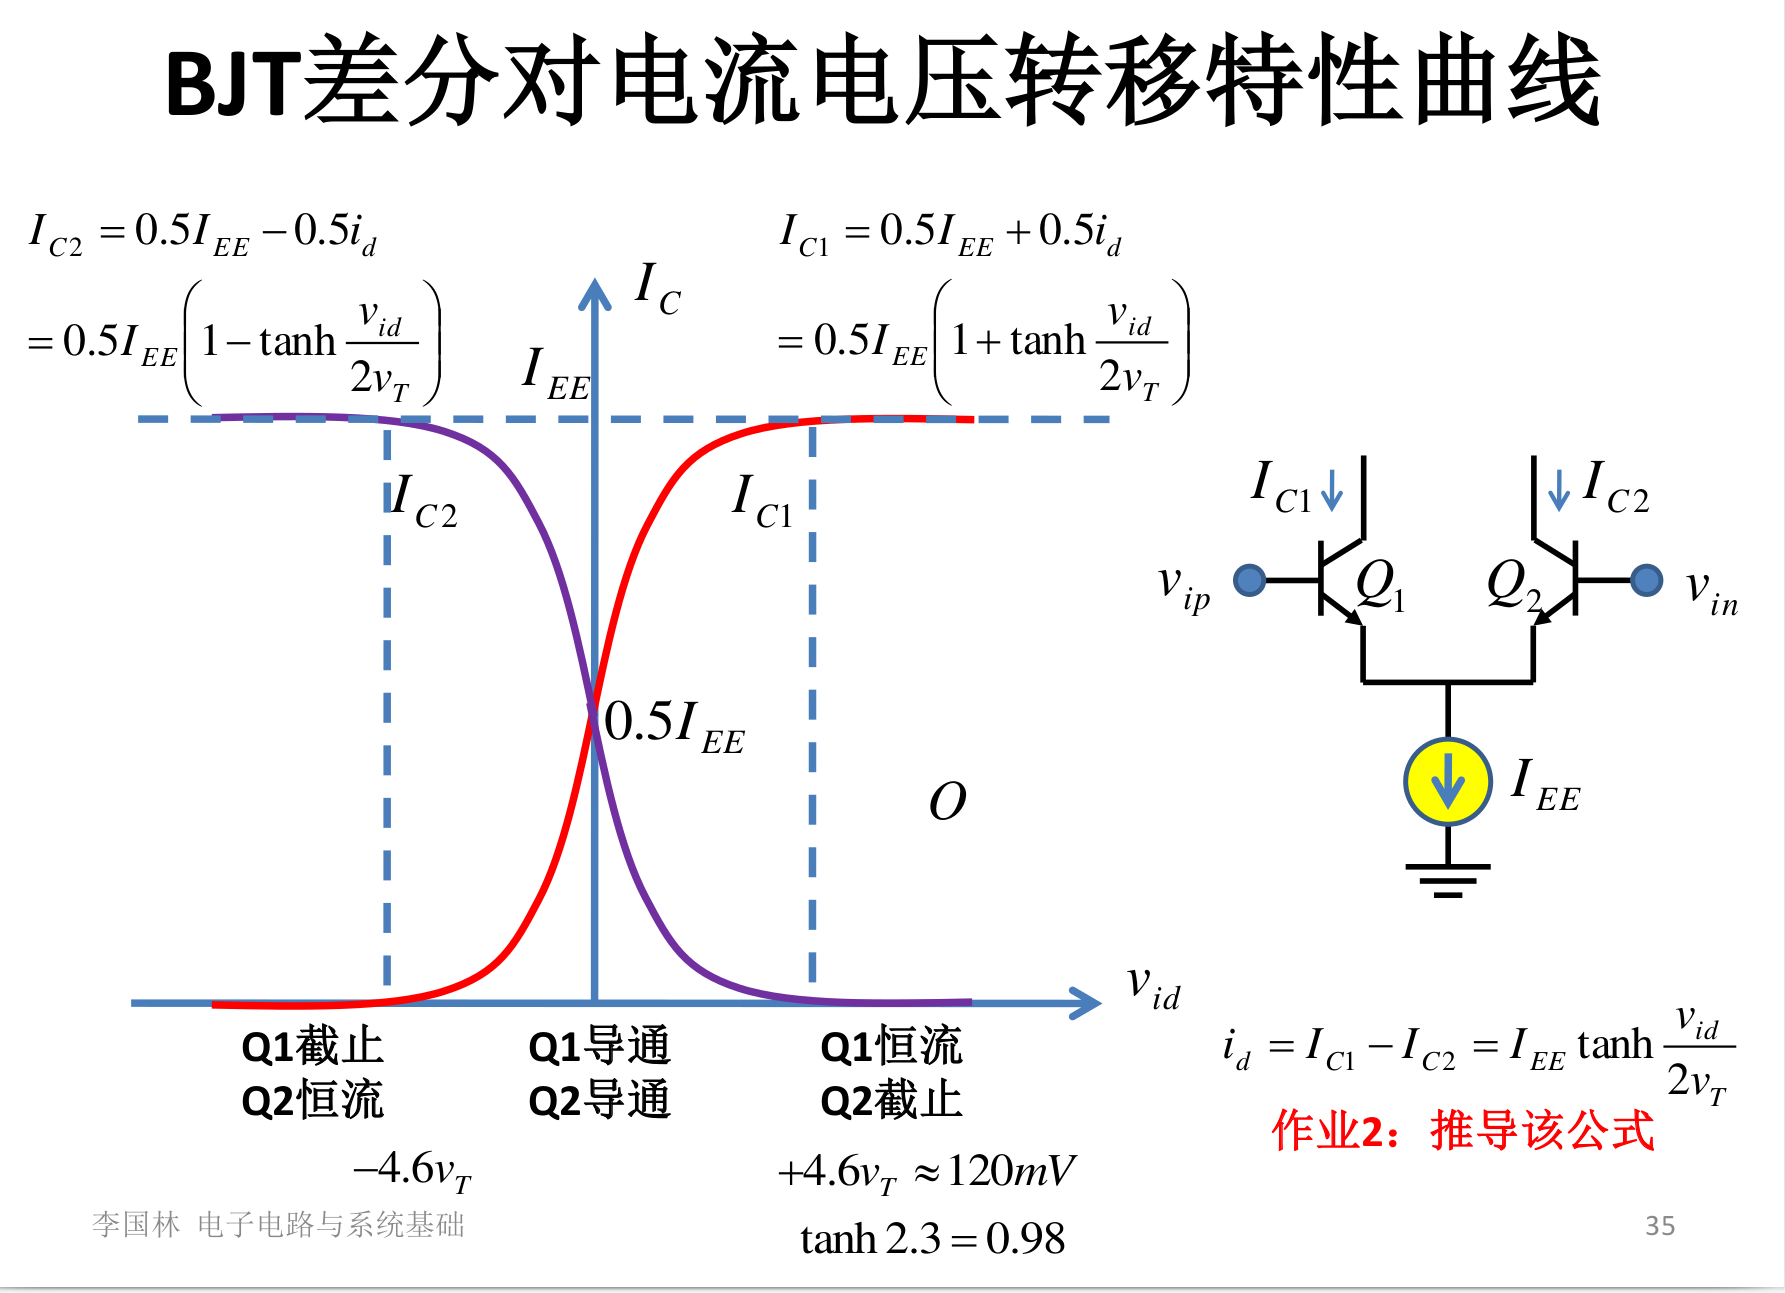 BJT差分对电流电压转移特性曲线
I_{C2} = 0.5I_{EE} − 0.5i_d
= 0.5I_{EE}(1 − tanh \frac{v_{id}}{2v_T})
I_{C1} = 0.5I_{EE} + 0.5i_d
= 0.5I_{EE}(1 + tanh \frac{v_{id}}{2v_T})
I_C
I_{EE}
I_{C2}
I_{C1}
0.5I_{EE}
O
v_{id}
I_{C1}
I_{C2}
v_{ip}
Q_1
Q_2
v_{in}
I_{EE}
Q1截止
Q2恒流
Q1导通
Q2导通
Q1恒流
Q2截止
−4.6v_T
+4.6v_T ≈ 120mV
tanh 2.3 = 0.98
i_d = I_{C1} − I_{C2} = I_{EE} tanh \frac{v_{id}}{2v_T}
作业2：推导该公式
李国林 电子电路与系统基础
35